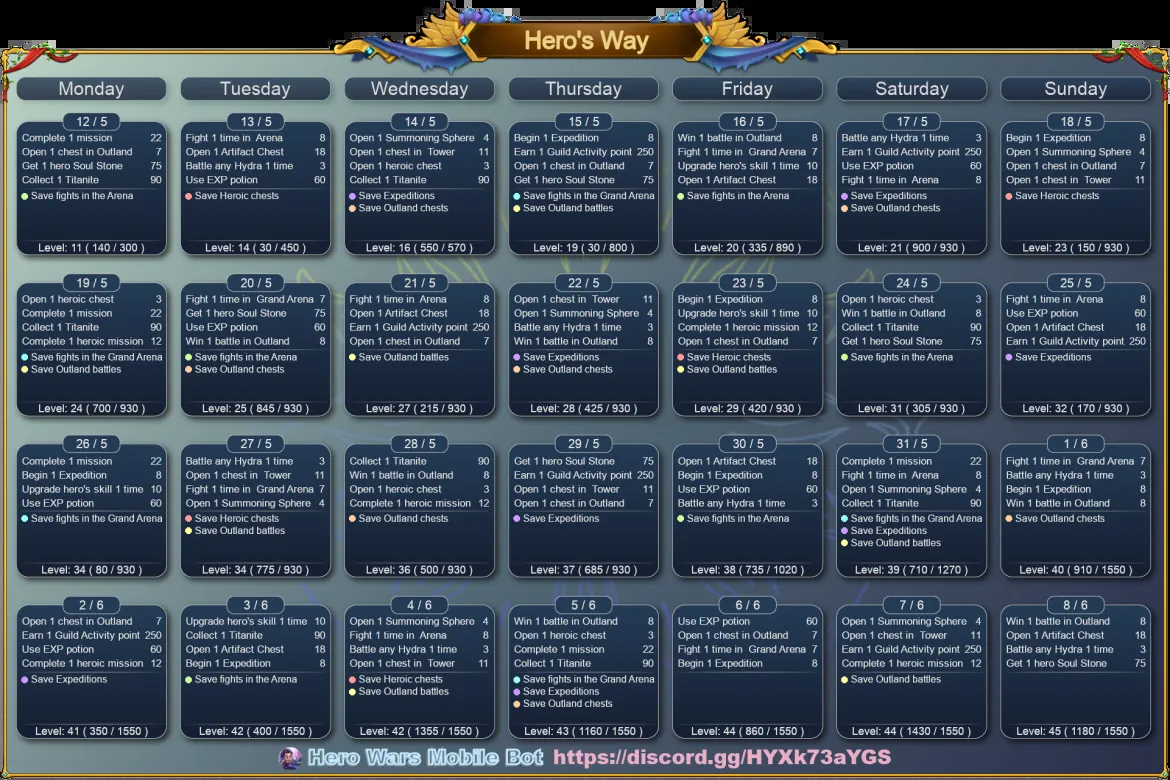 Hero's Way
Monday
Tuesday
Wednesday
Thursday
Friday
Saturday
Sunday
12 / 5
Complete 1 mission 22
Open 1 chest in Outland 7
Get 1 hero Soul Stone 75
Collect 1 Titanite 90
Save fights in the Arena
Level: 11 ( 140 / 300 )
13 / 5
Fight 1 time in Arena 8
Open 1 Artifact Chest 18
Battle any Hydra 1 time 3
Use EXP potion 60
Save Heroic chests
Level: 14 ( 30 / 450 )
14 / 5
Open 1 Summoning Sphere 4
Open 1 chest in Tower 11
Open 1 heroic chest 3
Collect 1 Titanite 90
Save Expeditions
Save Outland chests
Level: 16 ( 550 / 570 )
15 / 5
Begin 1 Expedition 8
Earn 1 Guild Activity point 250
Open 1 chest in Outland 7
Get 1 hero Soul Stone 75
Save fights in the Grand Arena
Save Outland battles
Level: 19 ( 30 / 800 )
16 / 5
Win 1 battle in Outland 8
Fight 1 time in Grand Arena 7
Upgrade hero's skill 1 time 10
Open 1 Artifact Chest 18
Save fights in the Arena
Level: 20 ( 335 / 890 )
17 / 5
Battle any Hydra 1 time 3
Earn 1 Guild Activity point 250
Use EXP potion 60
Fight 1 time in Arena 8
Save Expeditions
Save Outland chests
Level: 21 ( 900 / 930 )
18 / 5
Begin 1 Expedition 8
Open 1 Summoning Sphere 4
Open 1 chest in Outland 7
Open 1 chest in Tower 11
Save Heroic chests
Level: 23 ( 150 / 930 )
19 / 5
Open 1 heroic chest 3
Complete 1 mission 22
Collect 1 Titanite 90
Complete 1 heroic mission 12
Save fights in the Grand Arena
Save Outland battles
Level: 24 ( 700 / 930 )
20 / 5
Fight 1 time in Grand Arena 7
Get 1 hero Soul Stone 75
Use EXP potion 60
Win 1 battle in Outland 8
Save fights in the Arena
Save Outland chests
Level: 25 ( 845 / 930 )
21 / 5
Fight 1 time in Arena 8
Open 1 Artifact Chest 18
Earn 1 Guild Activity point 250
Open 1 chest in Outland 7
Save Outland battles
Level: 27 ( 215 / 930 )
22 / 5
Open 1 chest in Tower 11
Open 1 Summoning Sphere 4
Battle any Hydra 1 time 3
Win 1 battle in Outland 8
Save Expeditions
Save Outland chests
Level: 28 ( 425 / 930 )
23 / 5
Begin 1 Expedition 8
Upgrade hero's skill 1 time 10
Complete 1 heroic mission 12
Open 1 chest in Outland 7
Save Heroic chests
Save Outland battles
Level: 29 ( 420 / 930 )
24 / 5
Open 1 heroic chest 3
Win 1 battle in Outland 8
Collect 1 Titanite 90
Get 1 hero Soul Stone 75
Save fights in the Arena
Level: 31 ( 305 / 930 )
25 / 5
Fight 1 time in Arena 8
Use EXP potion 60
Open 1 Artifact Chest 18
Earn 1 Guild Activity point 250
Save Expeditions
Level: 32 ( 170 / 930 )
26 / 5
Complete 1 mission 22
Begin 1 Expedition 8
Upgrade hero's skill 1 time 10
Use EXP potion 60
Save fights in the Grand Arena
Level: 34 ( 80 / 930 )
27 / 5
Battle any Hydra 1 time 3
Open 1 chest in Tower 11
Fight 1 time in Grand Arena 7
Open 1 Summoning Sphere 4
Save Heroic chests
Save Outland battles
Level: 34 ( 775 / 930 )
28 / 5
Collect 1 Titanite 90
Win 1 battle in Outland 8
Open 1 heroic chest 3
Complete 1 heroic mission 12
Save Outland chests
Level: 36 ( 500 / 930 )
29 / 5
Get 1 hero Soul Stone 75
Earn 1 Guild Activity point 250
Open 1 chest in Tower 11
Open 1 chest in Outland 7
Save Expeditions
Level: 37 ( 685 / 930 )
30 / 5
Open 1 Artifact Chest 18
Begin 1 Expedition 8
Use EXP potion 60
Battle any Hydra 1 time 3
Save fights in the Arena
Level: 38 ( 735 / 1020 )
31 / 5
Complete 1 mission 22
Fight 1 time in Arena 8
Open 1 Summoning Sphere 4
Collect 1 Titanite 90
Save fights in the Grand Arena
Save Expeditions
Save Outland battles
Level: 39 ( 710 / 1270 )
1 / 6
Fight 1 time in Grand Arena 7
Battle any Hydra 1 time 3
Begin 1 Expedition 8
Win 1 battle in Outland 8
Save Outland chests
Level: 40 ( 910 / 1550 )
2 / 6
Open 1 chest in Outland 7
Earn 1 Guild Activity point 250
Use EXP potion 60
Complete 1 heroic mission 12
Save Expeditions
Level: 41 ( 350 / 1550 )
3 / 6
Upgrade hero's skill 1 time 10
Collect 1 Titanite 90
Open 1 Artifact Chest 18
Begin 1 Expedition 8
Save fights in the Arena
Level: 42 ( 400 / 1550 )
4 / 6
Open 1 Summoning Sphere 4
Fight 1 time in Arena 8
Battle any Hydra 1 time 3
Open 1 chest in Tower 11
Save Heroic chests
Save Outland battles
Level: 42 ( 1355 / 1550 )
5 / 6
Win 1 battle in Outland 8
Open 1 heroic chest 3
Complete 1 mission 22
Collect 1 Titanite 90
Save fights in the Grand Arena
Save Expeditions
Save Outland chests
Level: 43 ( 1160 / 1550 )
6 / 6
Use EXP potion 60
Open 1 chest in Outland 7
Fight 1 time in Grand Arena 7
Begin 1 Expedition 8
Level: 44 ( 860 / 1550 )
7 / 6
Open 1 Summoning Sphere 4
Open 1 chest in Tower 11
Earn 1 Guild Activity point 250
Complete 1 heroic mission 12
Save Outland battles
Level: 44 ( 1430 / 1550 )
8 / 6
Win 1 battle in Outland 8
Open 1 Artifact Chest 18
Battle any Hydra 1 time 3
Get 1 hero Soul Stone 75
Level: 45 ( 1180 / 1550 )
Hero Wars Mobile Bot https://discord.gg/HYXk73aYGS